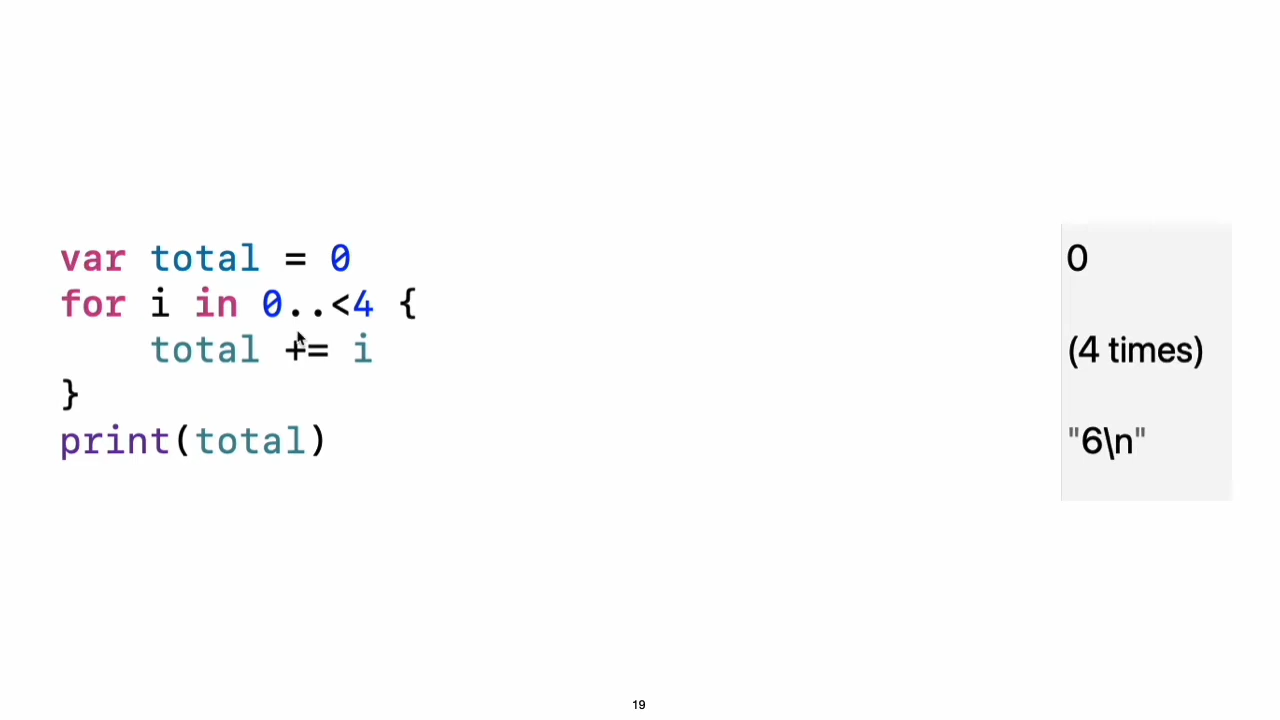 var total = 0
for i in 0..<4 {
    total += i
}
print(total)
0
(4 times)
"6\n"
19